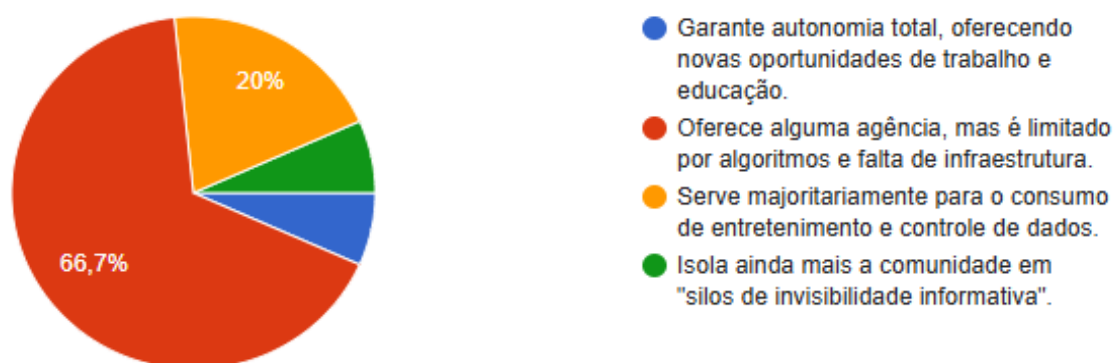 20%
66,7%
Garante autonomia total, oferecendo
novas oportunidades de trabalho e
educação.
Oferece alguma agência, mas é limitado
por algoritmos e falta de infraestrutura.
Serve majoritariamente para o consumo
de entretenimento e controle de dados.
Isola ainda mais a comunidade em
"silos de invisibilidade informativa".